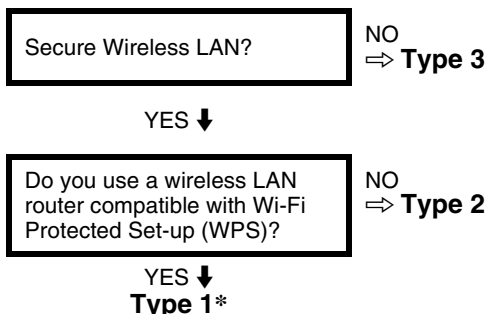 Secure Wireless LAN?
NO
⇨ Type 3
YES ⬇
Do you use a wireless LAN
router compatible with Wi-Fi
Protected Set-up (WPS)?
NO
⇨ Type 2
YES ⬇
Type 1*